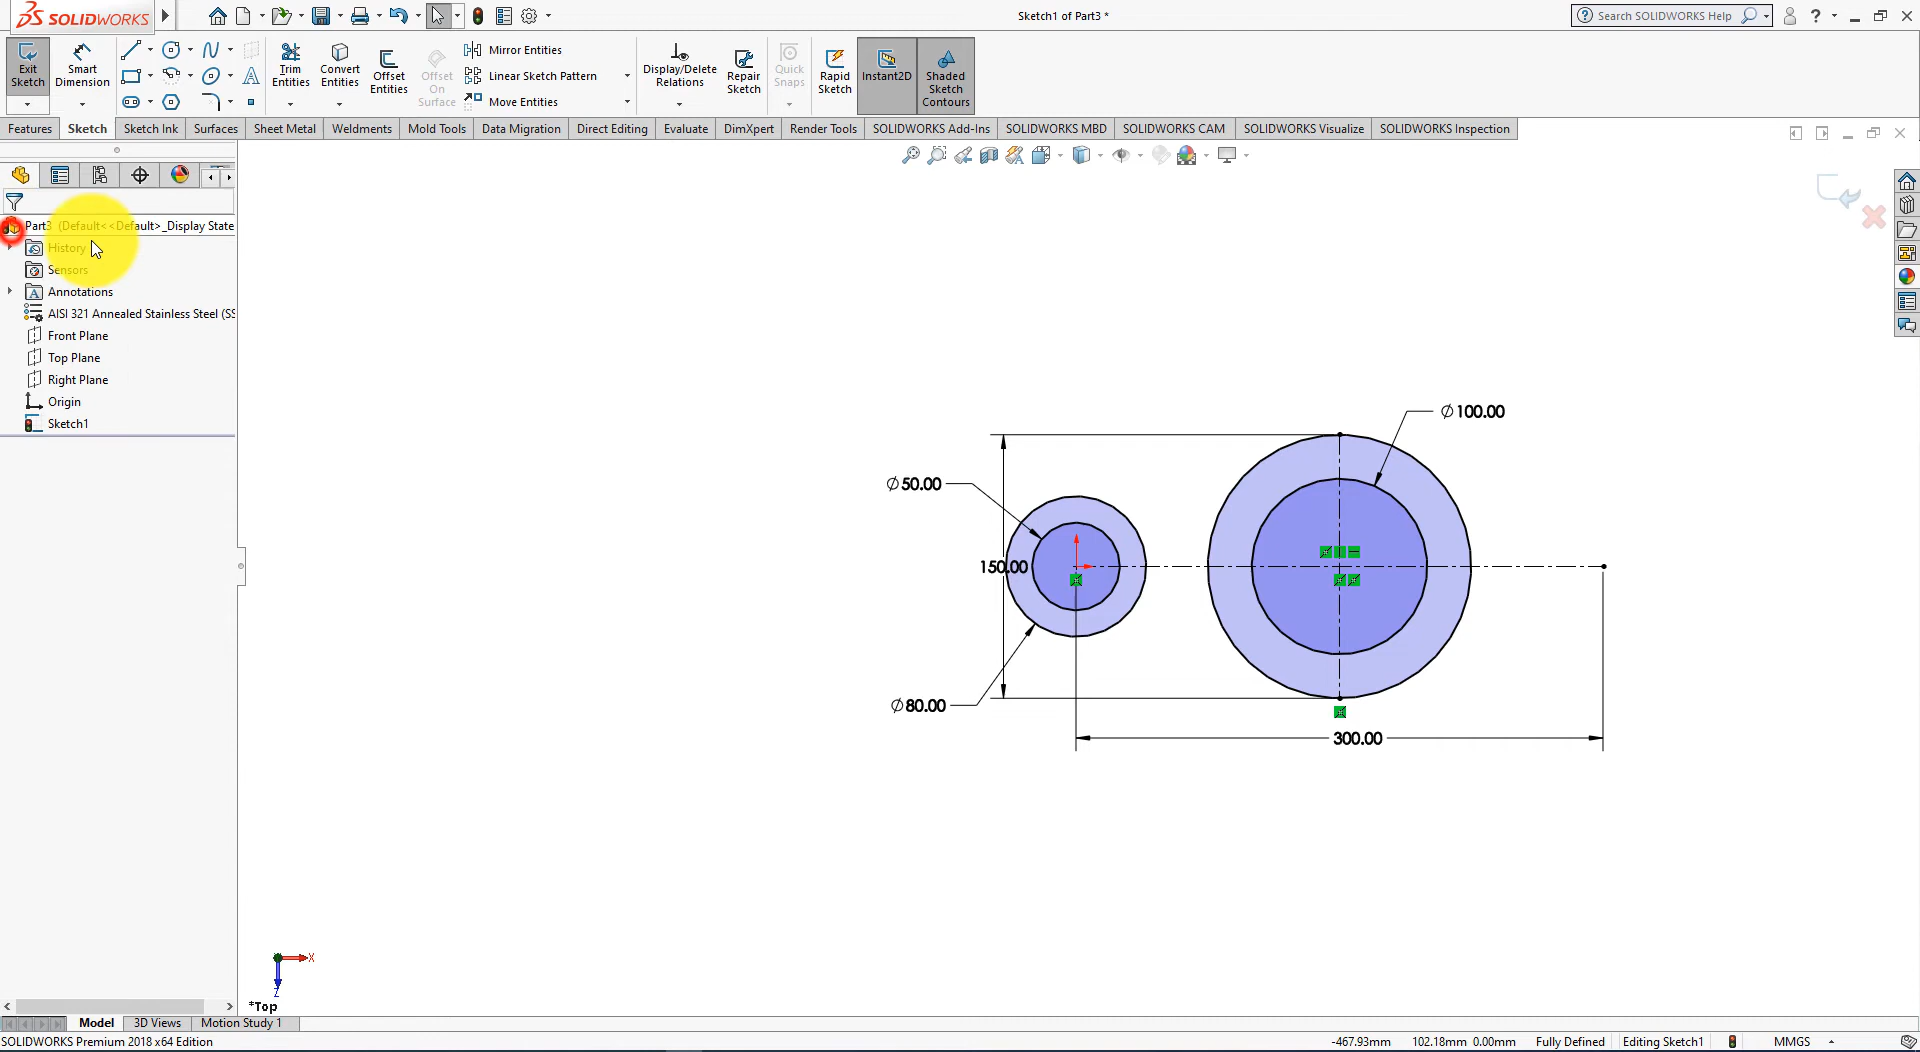 SOLIDWORKS
Sketch1 of Part3 *
Search SOLIDWORKS Help
Exit Sketch
Smart Dimension
Trim Entities
Convert Entities
Offset Entities
Offset On Surface
Mirror Entities
Linear Sketch Pattern
Move Entities
Display/Delete Relations
Repair Sketch
Quick Snaps
Rapid Sketch
Instant2D
Shaded Sketch Contours
Features Sketch Sketch Ink Surfaces Sheet Metal Weldments Mold Tools Data Migration Direct Editing Evaluate DimXpert Render Tools SOLIDWORKS Add-Ins SOLIDWORKS MBD SOLIDWORKS CAM SOLIDWORKS Visualize SOLIDWORKS Inspection
Part3 (Default<<Default>_Display State
History
Sensors
Annotations
AISI 321 Annealed Stainless Steel (SS
Front Plane
Top Plane
Right Plane
Origin
Sketch1
∅100.00
∅50.00
150.00
∅80.00
300.00
X
Z
*Top
Model 3D Views Motion Study 1
SOLIDWORKS Premium 2018 x64 Edition
-467.93mm 102.18mm 0.00mm Fully Defined Editing Sketch1 MMGS